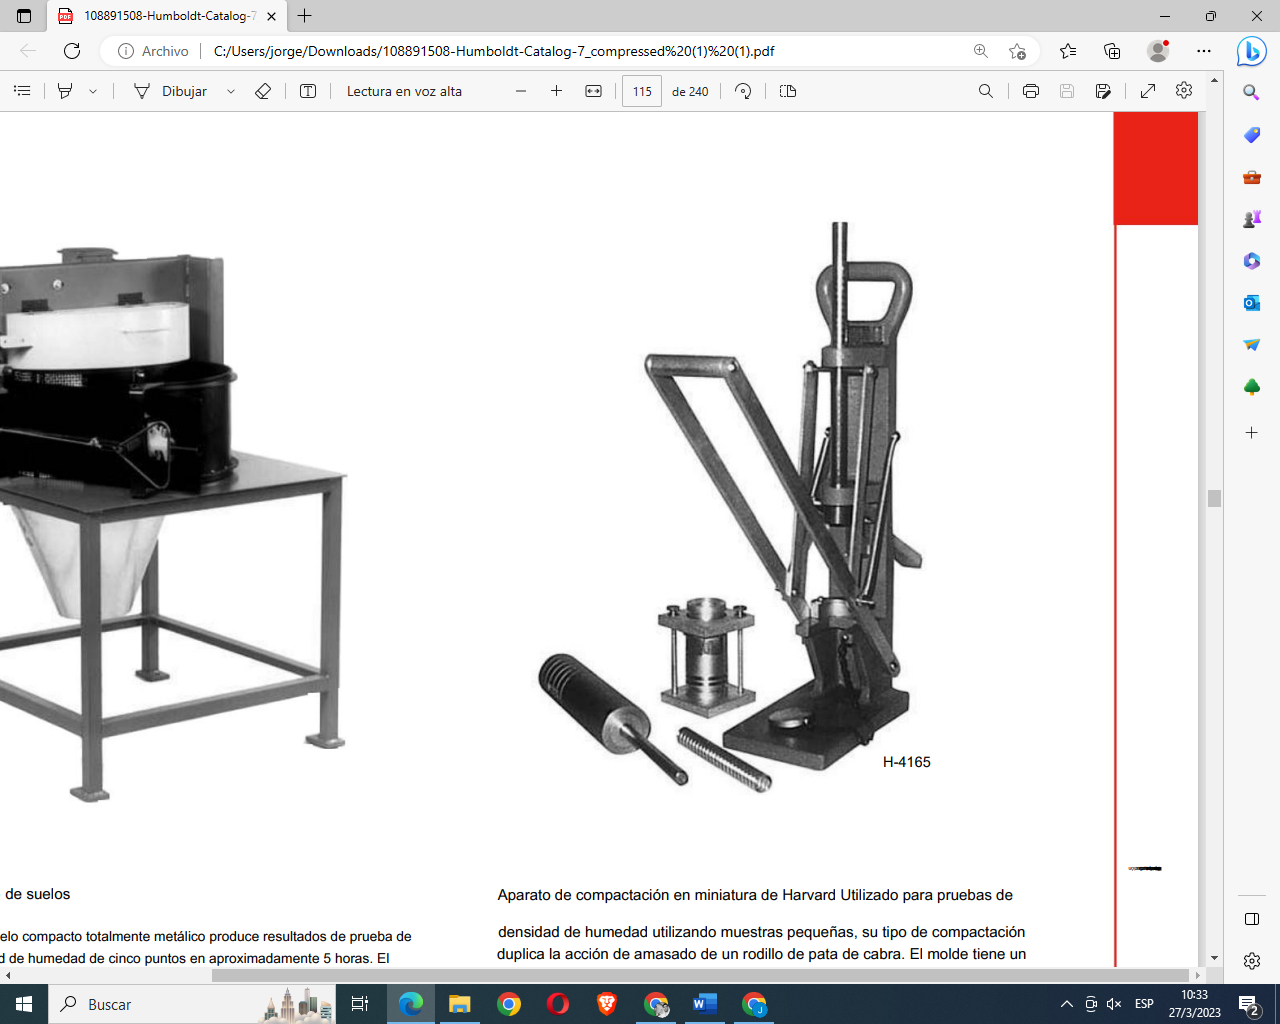 108891508-Humboldt-Catalog-7
Archivo
C:/Users/jorge/Downloads/108891508-Humboldt-Catalog-7_compressed%20(1)%20(1).pdf
Dibujar
Lectura en voz alta
115
de 240
H-4165
de suelos
elo compacto totalmente metálico produce resultados de prueba de
d de humedad de cinco puntos en aproximadamente 5 horas. El
Aparato de compactación en miniatura de Harvard Utilizado para pruebas de
densidad de humedad utilizando muestras pequeñas, su tipo de compactación
duplica la acción de amasado de un rodillo de pata de cabra. El molde tiene un
Buscar
ESP
10:33
27/3/2023
2